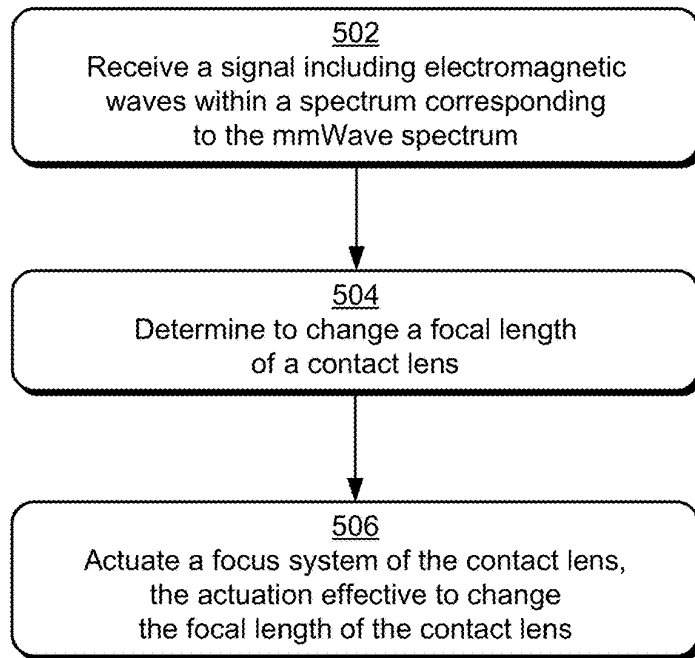 502
Receive a signal including electromagnetic
waves within a spectrum corresponding
to the mmWave spectrum
504
Determine to change a focal length
of a contact lens
506
Actuate a focus system of the contact lens,
the actuation effective to change
the focal length of the contact lens